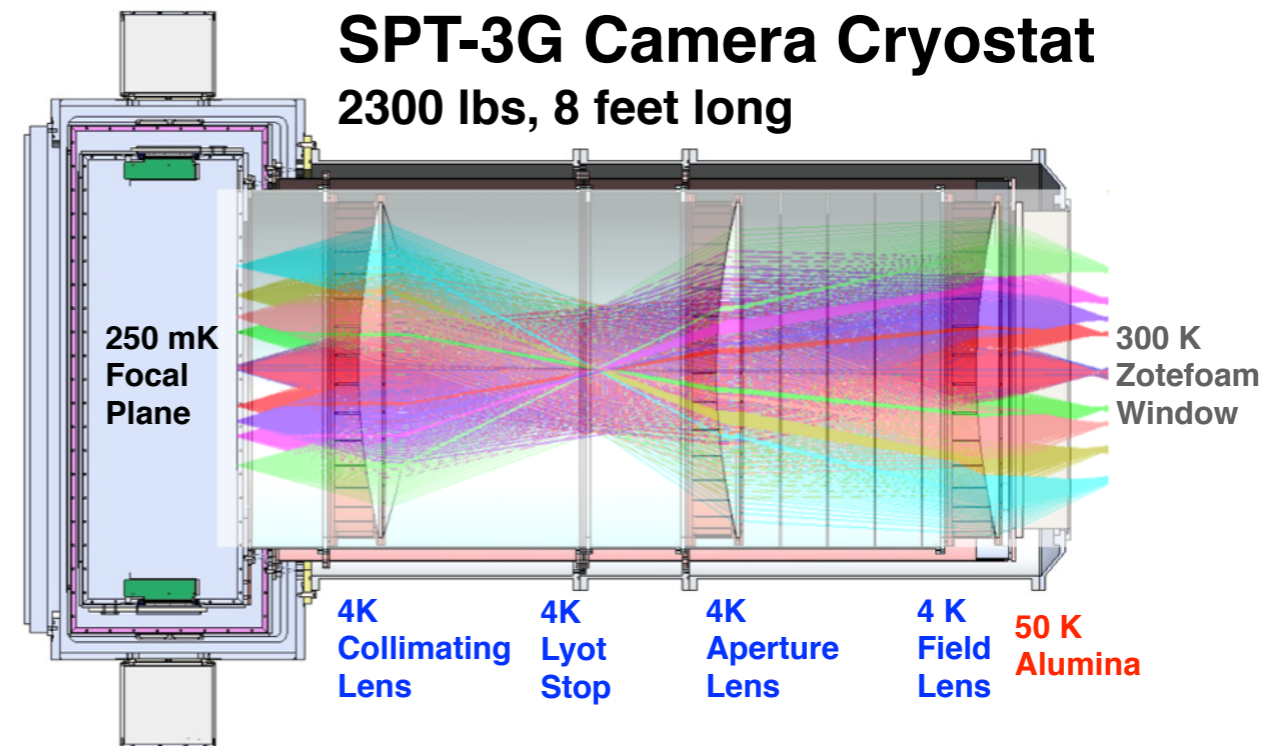 SPT-3G Camera Cryostat
2300 lbs, 8 feet long
250 mK
Focal
Plane
300 K
Zotefoam
Window
4K
Collimating
Lens
4K
Lyot
Stop
4K
Aperture
Lens
4 K
Field
Lens
50 K
Alumina